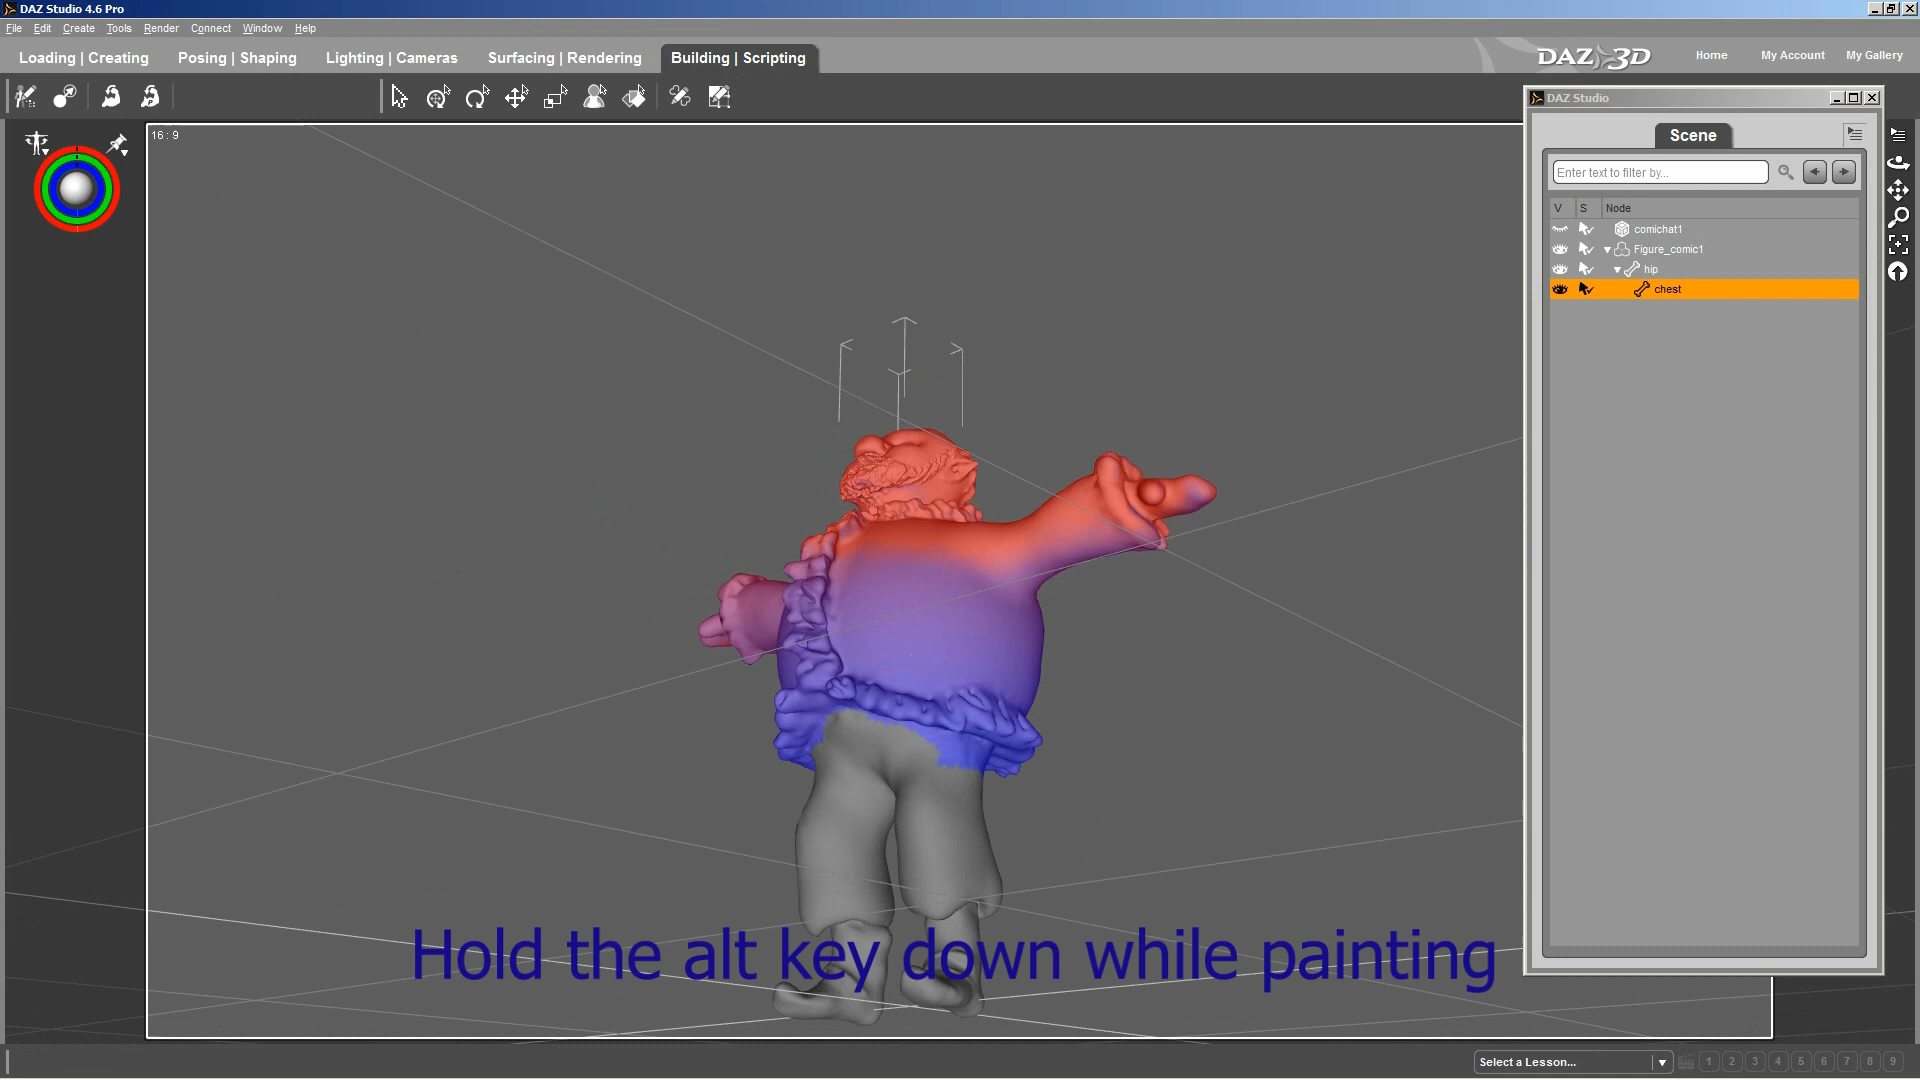 DAZ Studio 4.6 Pro
File Edit Create Tools Render Connect Window Help
Loading | Creating Posing | Shaping Lighting | Cameras Surfacing | Rendering Building | Scripting
DAZ 3D
Home My Account My Gallery
16 : 9
DAZ Studio
Scene
Enter text to filter by...
V S Node
comichat1
Figure_comic1
hip
chest
Hold the alt key down while painting
Select a Lesson... 1 2 3 4 5 6 7 8 9